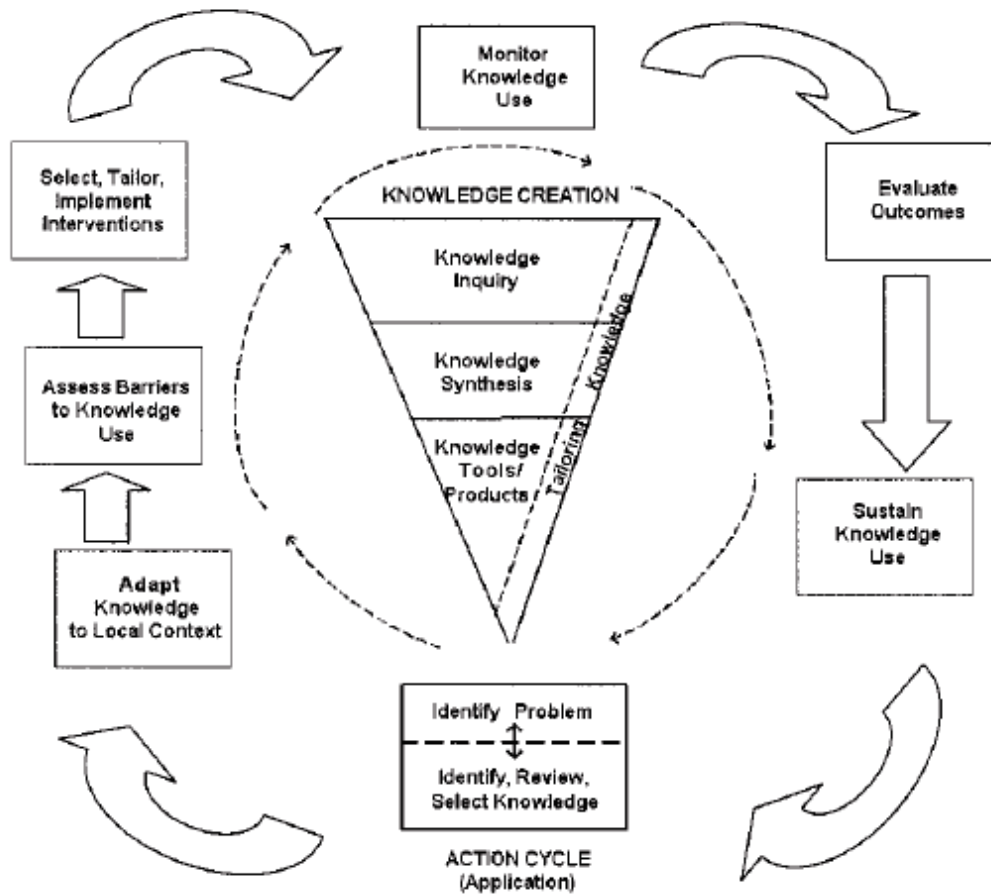 Monitor
Knowledge
Use
Select, Tailor,
Implement
Interventions
Evaluate
Outcomes
KNOWLEDGE CREATION
Knowledge
Inquiry
Knowledge
Synthesis
Knowledge
Tools/
Products
Tailoring Knowledge
Assess Barriers
to Knowledge
Use
Sustain
Knowledge
Use
Adapt
Knowledge
to Local Context
Identify Problem
Identify, Review,
Select Knowledge
ACTION CYCLE
(Application)